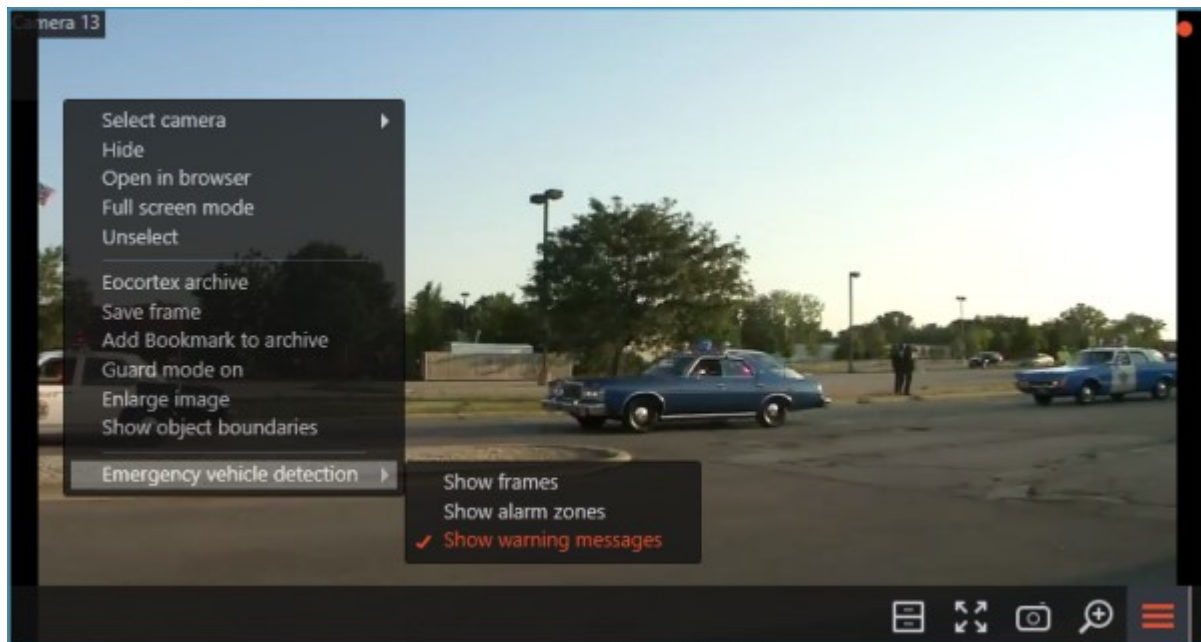 Camera 13
Select camera
Hide
Open in browser
Full screen mode
Unselect
Eocortex archive
Save frame
Add Bookmark to archive
Guard mode on
Enlarge image
Show object boundaries
Emergency vehicle detection
Show frames
Show alarm zones
Show warning messages